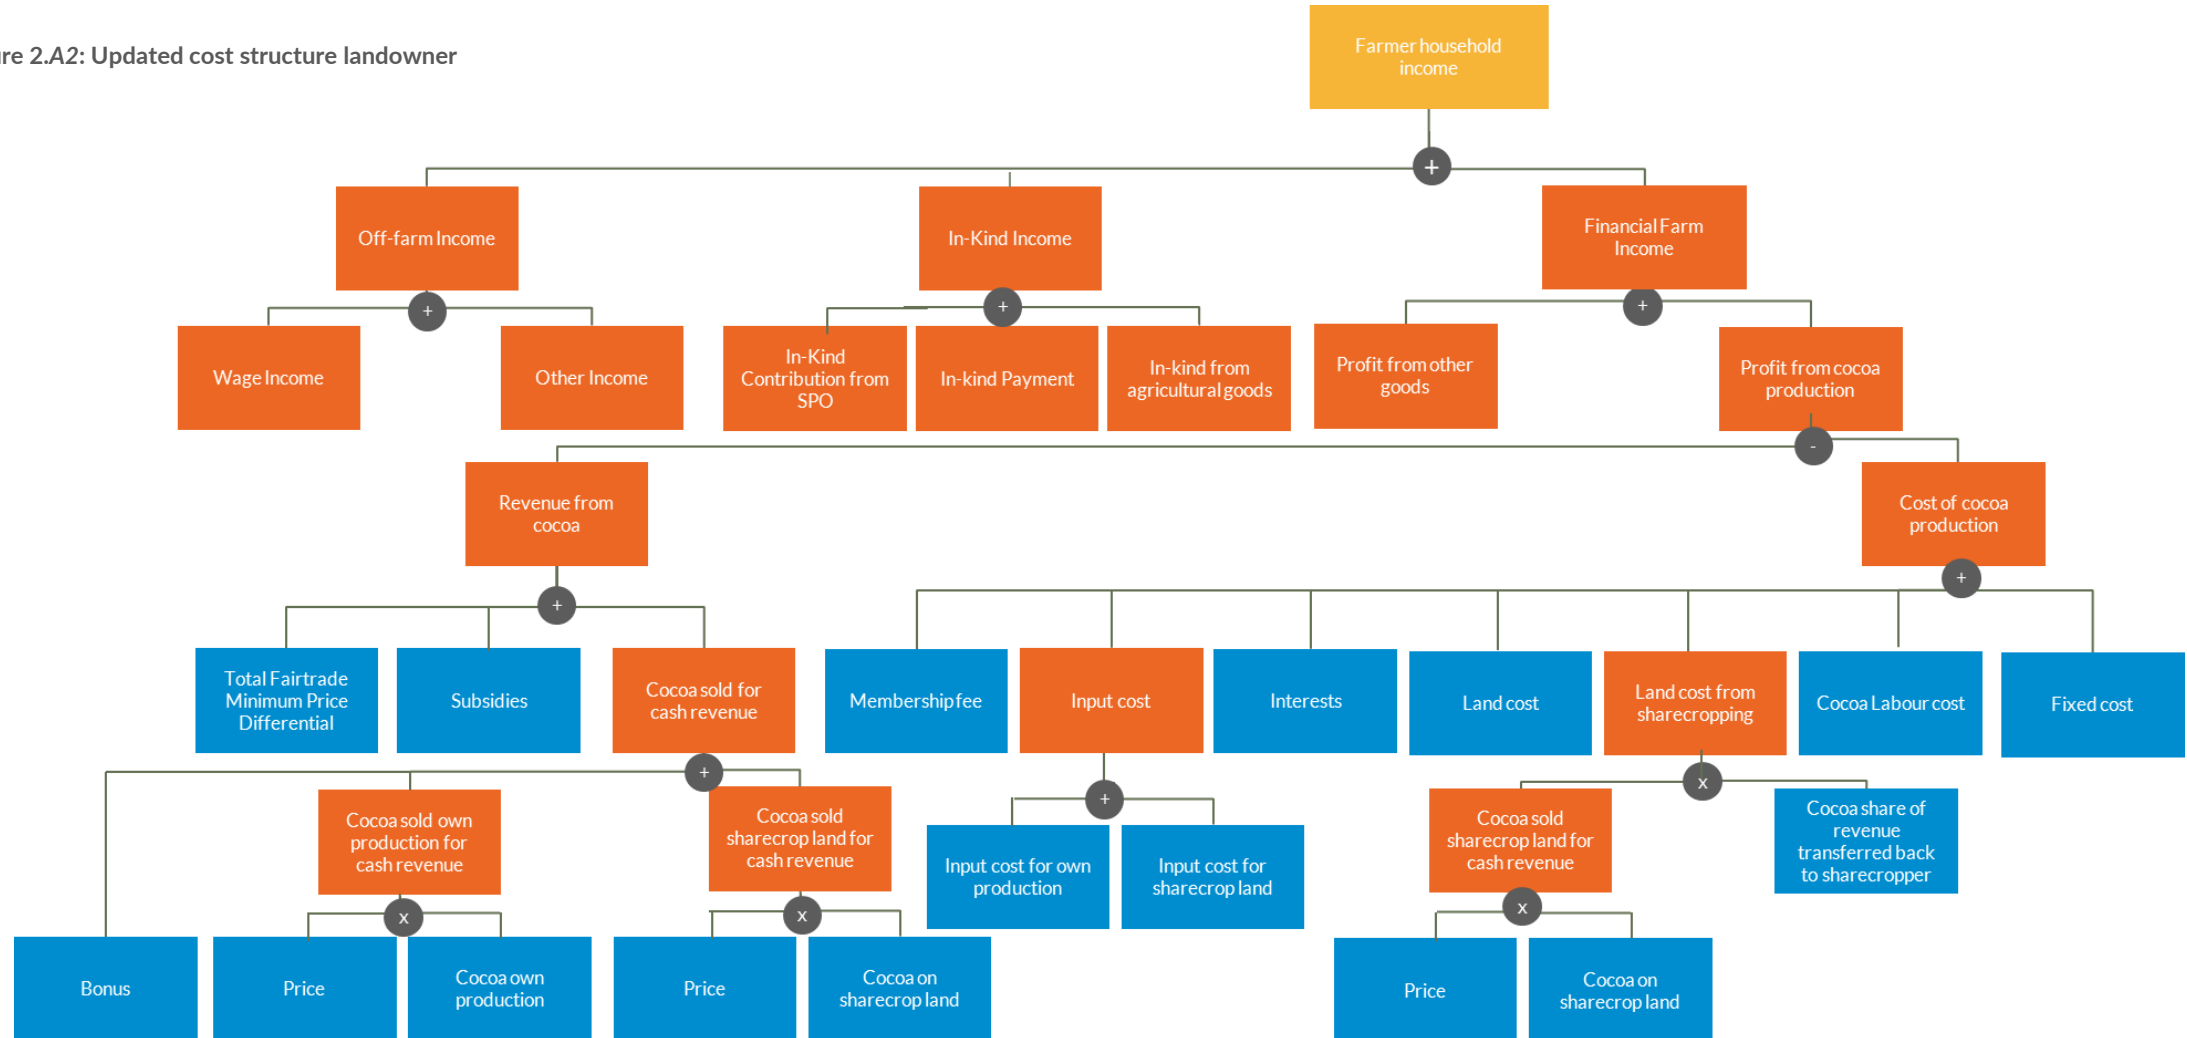 re 2.A2: Updated cost structure landowner
Farmer household
income
+
Off-farm Income
In-Kind Income
Financial Farm
Income
+
+
+
Wage Income
Other Income
In-Kind
Contribution from
SPO
In-kind Payment
In-kind from
agricultural goods
Profit from other
goods
Profit from cocoa
production
-
Revenue from
cocoa
Cost of cocoa
production
+
+
Total Fairtrade
Minimum Price
Differential
Subsidies
Cocoa sold for
cash revenue
Membership fee
Input cost
Interests
Land cost
Land cost from
sharecropping
Cocoa Labour cost
Fixed cost
+
+
x
Cocoa sold own
production for
cash revenue
Cocoa sold
sharecrop land for
cash revenue
Input cost for own
production
Input cost for
sharecrop land
Cocoa sold
sharecrop land for
cash revenue
Cocoa share of
revenue
transferred back
to sharecropper
x
x
x
Bonus
Price
Cocoa own
production
Price
Cocoa on
sharecrop land
Price
Cocoa on
sharecrop land